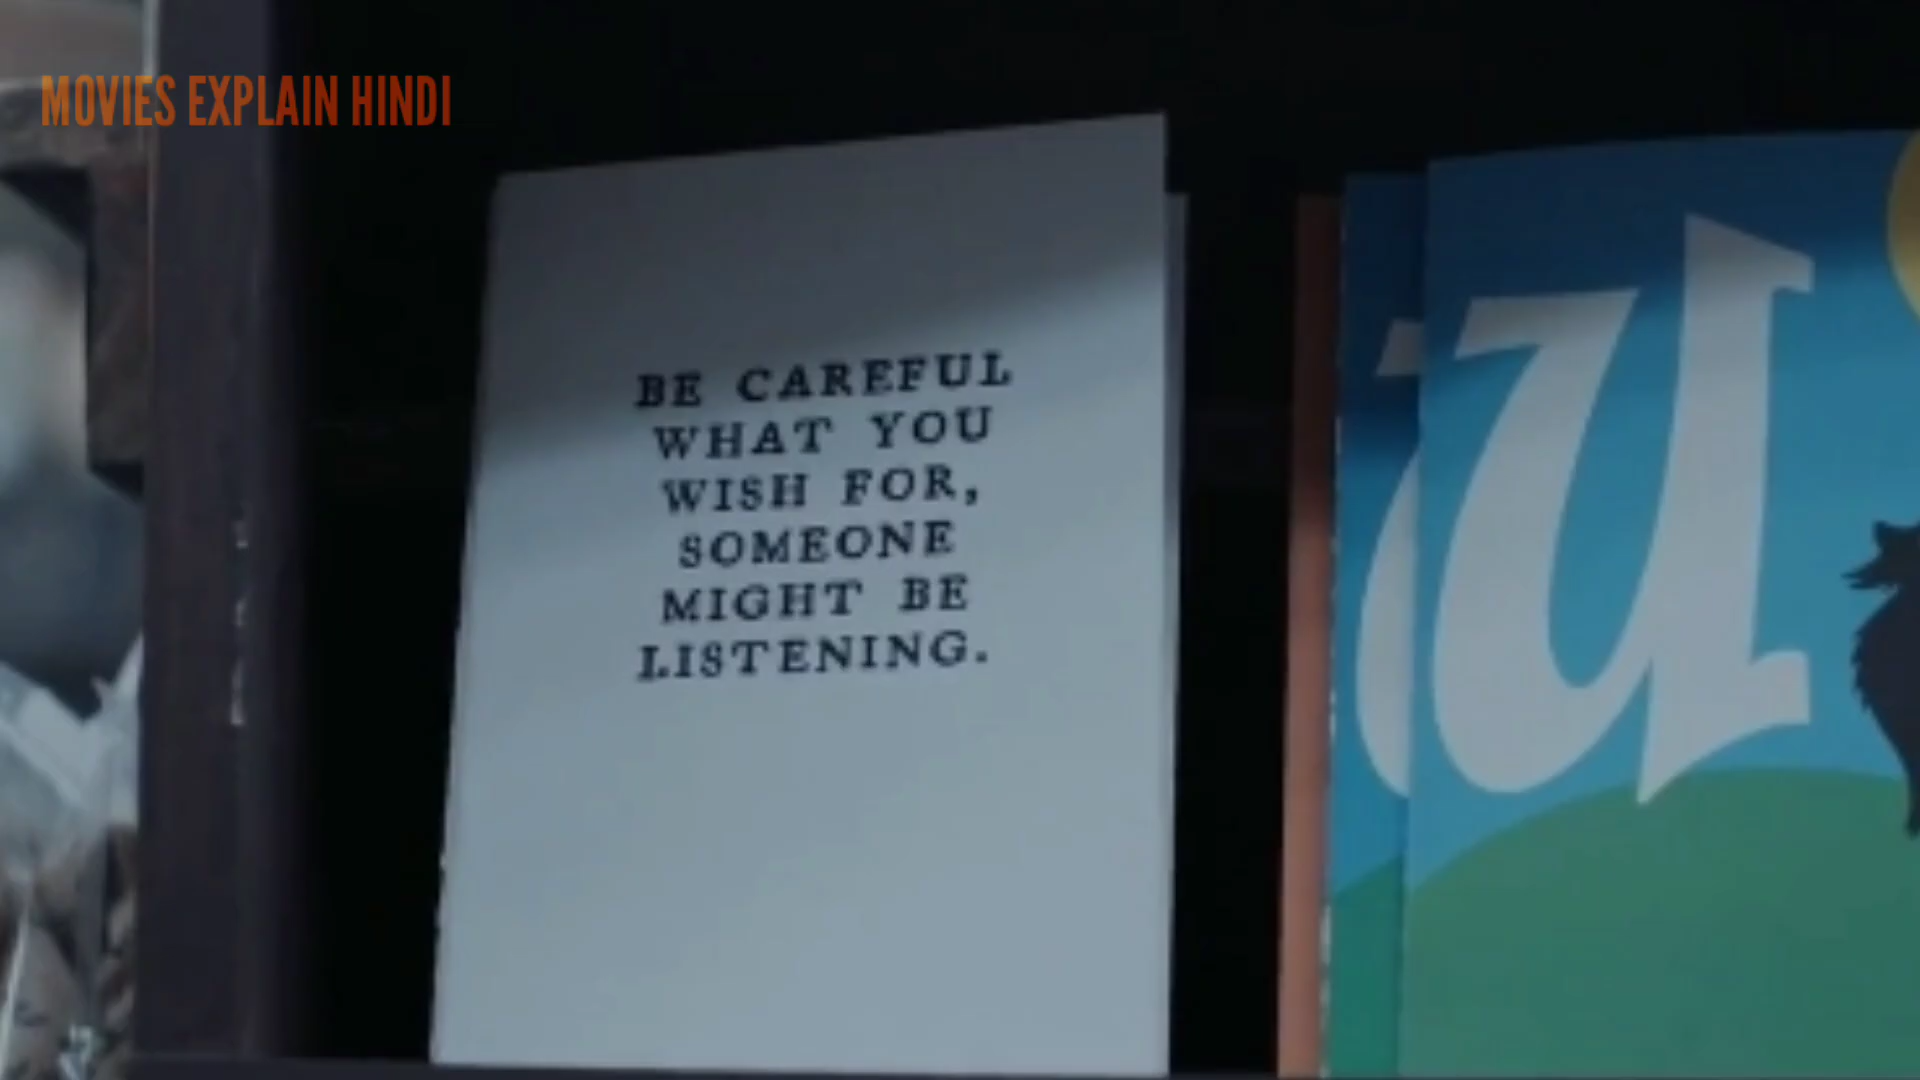 MOVIES EXPLAIN HINDI
BE CAREFUL
WHAT YOU
WISH FOR,
SOMEONE
MIGHT BE
LISTENING.
u